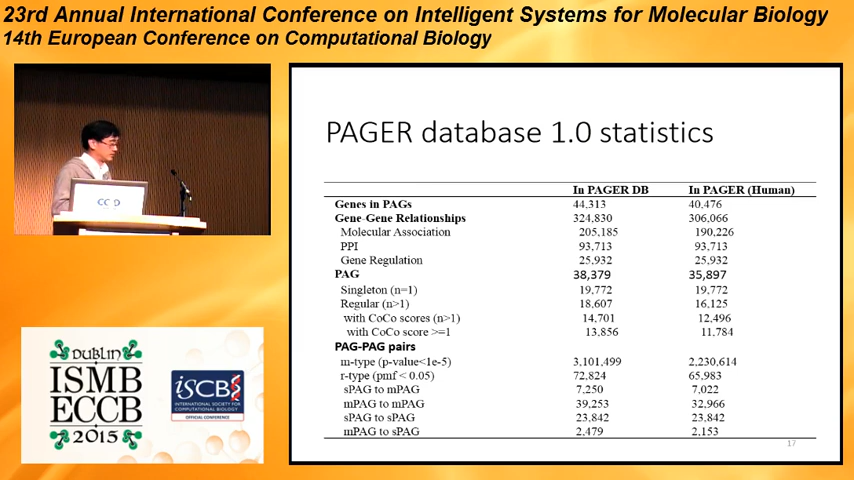 23rd Annual International Conference on Intelligent Systems for Molecular Biology
14th European Conference on Computational Biology
PAGER database 1.0 statistics
In PAGER DB In PAGER (Human)
Genes in PAGs 44,313 40,476
Gene-Gene Relationships 324,830 306,066
Molecular Association 205,185 190,226
PPI 93,713 93,713
Gene Regulation 25,932 25,932
PAG 38,379 35,897
Singleton (n=1) 19,772 19,772
Regular (n>1) 18,607 16,125
with CoCo scores (n>1) 14,701 12,496
with CoCo score >=1 13,856 11,784
PAG-PAG pairs
m-type (p-value<1e-5) 3,101,499 2,230,614
r-type (pmf < 0.05) 72,824 65,983
sPAG to mPAG 7,250 7,022
mPAG to mPAG 39,253 32,966
sPAG to sPAG 23,842 23,842
mPAG to sPAG 2,479 2,153
17
DUBLIN
ISMB
ECCB
2015
ISCB
INTERNATIONAL SOCIETY FOR
COMPUTATIONAL BIOLOGY
OFFICIAL CONFERENCE